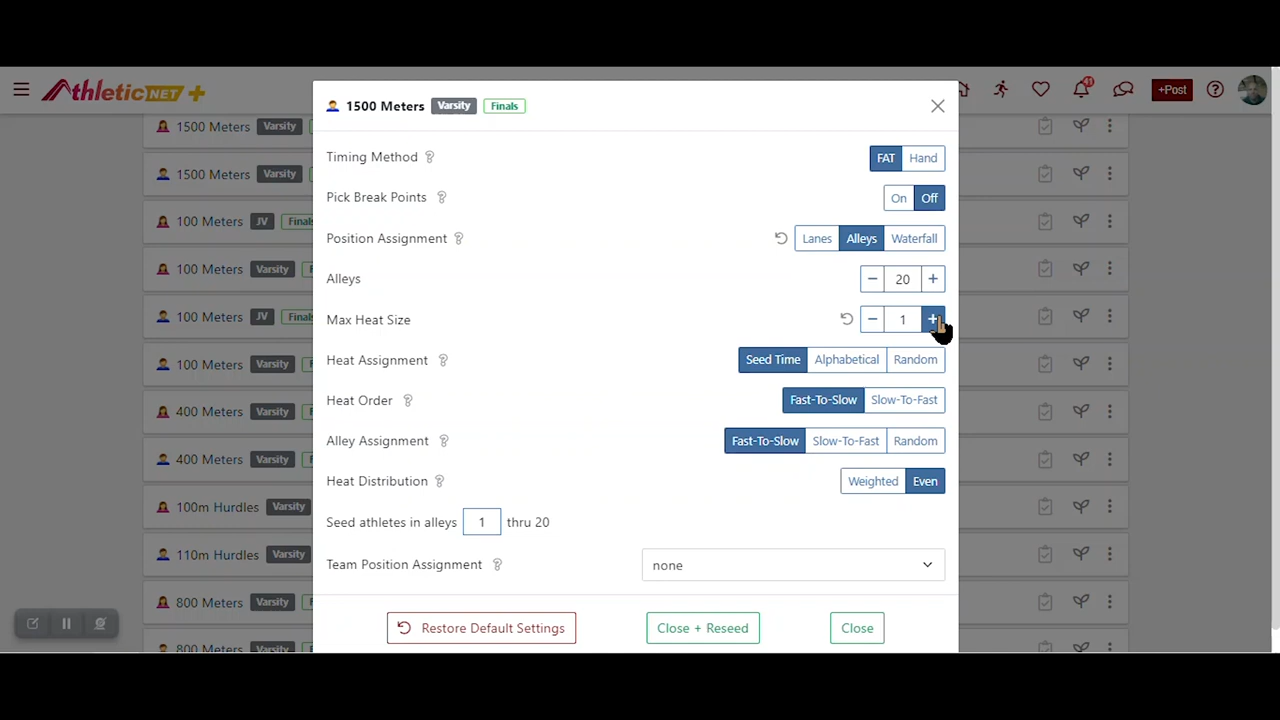 AthleticNET +
41
+Post
1500 Meters Varsity Finals
Timing Method FAT Hand
Pick Break Points On Off
Position Assignment Lanes Alleys Waterfall
Alleys − 20 +
Max Heat Size − 1 +
Heat Assignment Seed Time Alphabetical Random
Heat Order Fast-To-Slow Slow-To-Fast
Alley Assignment Fast-To-Slow Slow-To-Fast Random
Heat Distribution Weighted Even
Seed athletes in alleys 1 thru 20
Team Position Assignment none
Restore Default Settings Close + Reseed Close
1500 Meters Varsity
1500 Meters Varsity
100 Meters JV Finals
100 Meters Varsity
100 Meters JV Finals
100 Meters Varsity
400 Meters Varsity
400 Meters Varsity
100m Hurdles Varsity
110m Hurdles Varsity
800 Meters Varsity
800 Meters Varsity